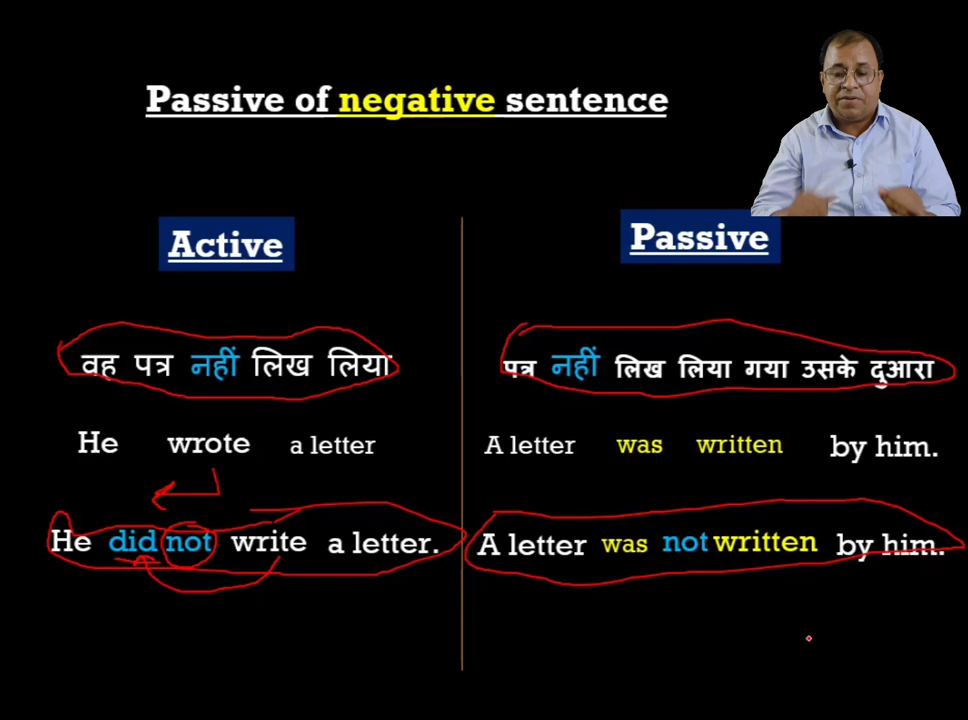 Passive of negative sentence
Active
Passive
वह पत्र नहीं लिख लिया
पत्र नहीं लिख लिया गया उसके दुआरा
He wrote a letter
A letter was written by him.
He did not write a letter.
A letter was not written by him.